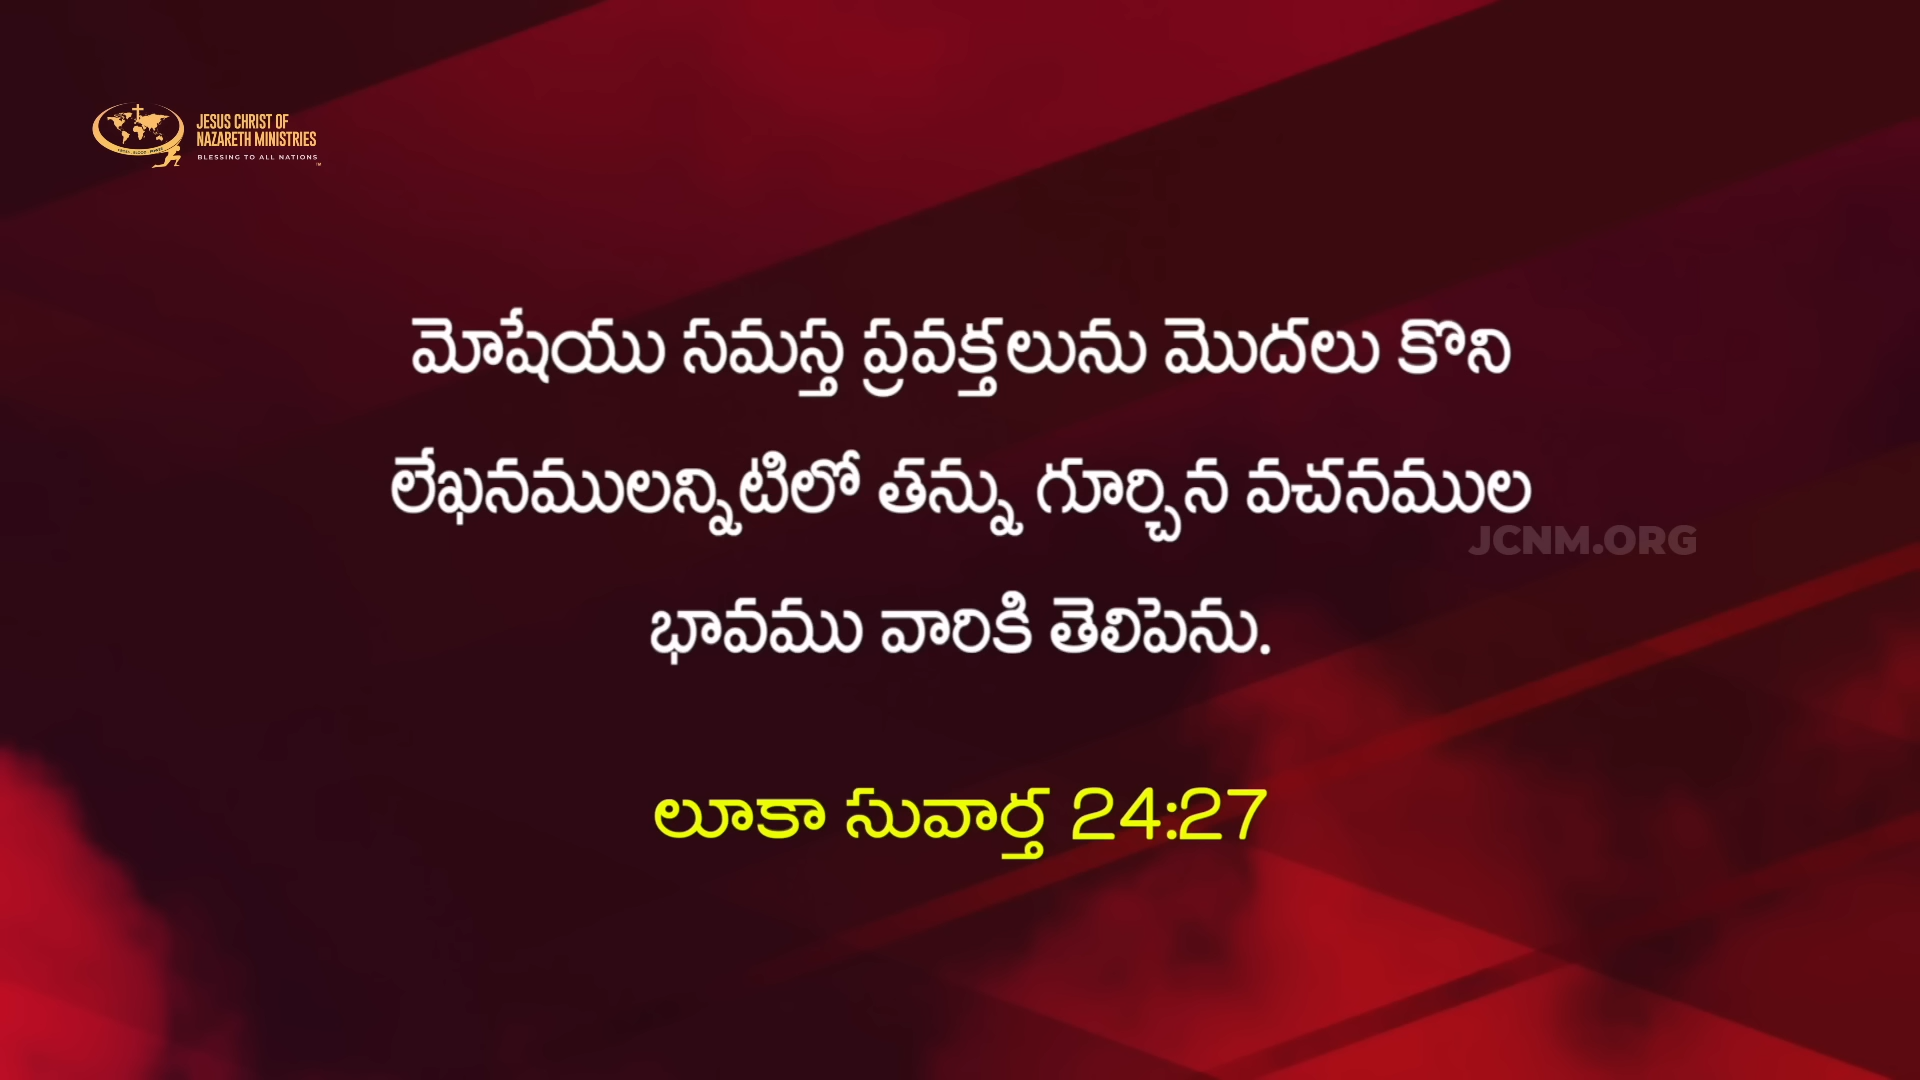 JESUS CHRIST OF
NAZARETH MINISTRIES
BLESSING TO ALL NATIONS
మోషేయు సమస్త ప్రవక్తలును మొదలు కొని
లేఖనములన్నిటిలో తన్ను గూర్చిన వచనముల
JCNM.ORG
భావము వారికి తెలిపెను.
లూకా సువార్త 24:27